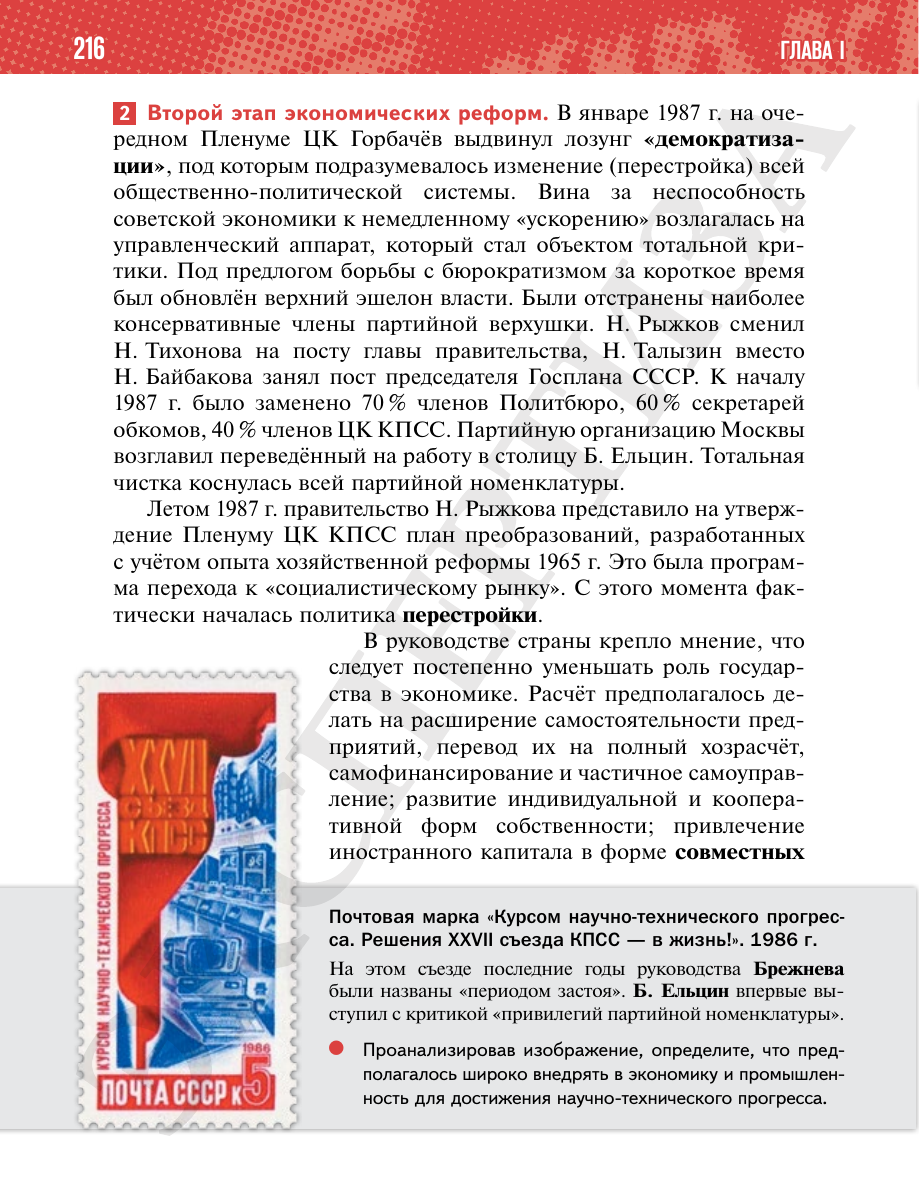 216
ГЛАВА I
2 Второй этап экономических реформ. В январе 1987 г. на оче-
редном Пленуме ЦК Горбачёв выдвинул лозунг «демократиза-
ции», под которым подразумевалось изменение (перестройка) всей
общественно-политической системы. Вина за неспособность
советской экономики к немедленному «ускорению» возлагалась на
управленческий аппарат, который стал объектом тотальной кри-
тики. Под предлогом борьбы с бюрократизмом за короткое время
был обновлён верхний эшелон власти. Были отстранены наиболее
консервативные члены партийной верхушки. Н. Рыжков сменил
Н. Тихонова на посту главы правительства, Н. Талызин вместо
Н. Байбакова занял пост председателя Госплана СССР. К началу
1987 г. было заменено 70 % членов Политбюро, 60 % секретарей
обкомов, 40 % членов ЦК КПСС. Партийную организацию Москвы
возглавил переведённый на работу в столицу Б. Ельцин. Тотальная
чистка коснулась всей партийной номенклатуры.
Летом 1987 г. правительство Н. Рыжкова представило на утверж-
дение Пленуму ЦК КПСС план преобразований, разработанных
с учётом опыта хозяйственной реформы 1965 г. Это была програм-
ма перехода к «социалистическому рынку». С этого момента фак-
тически началась политика перестройки.
В руководстве страны крепло мнение, что
следует постепенно уменьшать роль государ-
ства в экономике. Расчёт предполагалось де-
лать на расширение самостоятельности пред-
приятий, перевод их на полный хозрасчёт,
самофинансирование и частичное самоуправ-
ление; развитие индивидуальной и коопера-
тивной форм собственности; привлечение
иностранного капитала в форме совместных
XXVII
СЪЕЗД
КПСС
КУРСОМ НАУЧНО-ТЕХНИЧЕСКОГО ПРОГРЕССА
1986
ПОЧТА СССР к5
Почтовая марка «Курсом научно-технического прогрес-
са. Решения XXVII съезда КПСС — в жизнь!». 1986 г.
На этом съезде последние годы руководства Брежнева
были названы «периодом застоя». Б. Ельцин впервые вы-
ступил с критикой «привилегий партийной номенклатуры».
Проанализировав изображение, определите, что пред-
полагалось широко внедрять в экономику и промышлен-
ность для достижения научно-технического прогресса.
ЭКСПЕРТИЗА